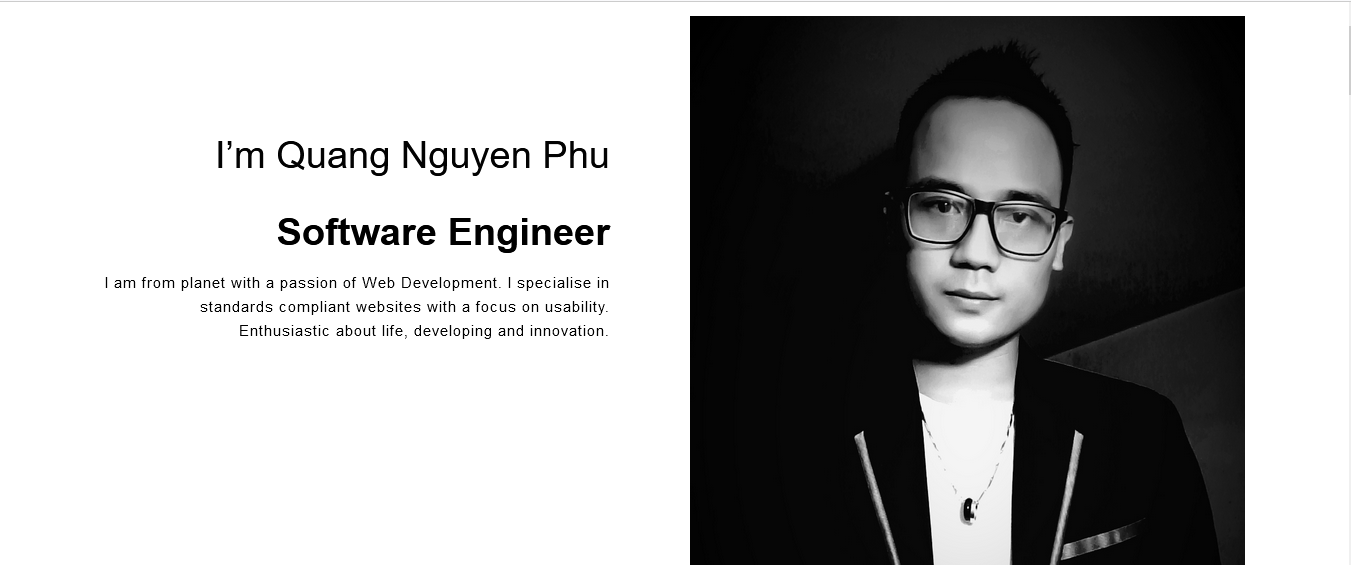 I’m Quang Nguyen Phu
Software Engineer
I am from planet with a passion of Web Development. I specialise in
standards compliant websites with a focus on usability.
Enthusiastic about life, developing and innovation.